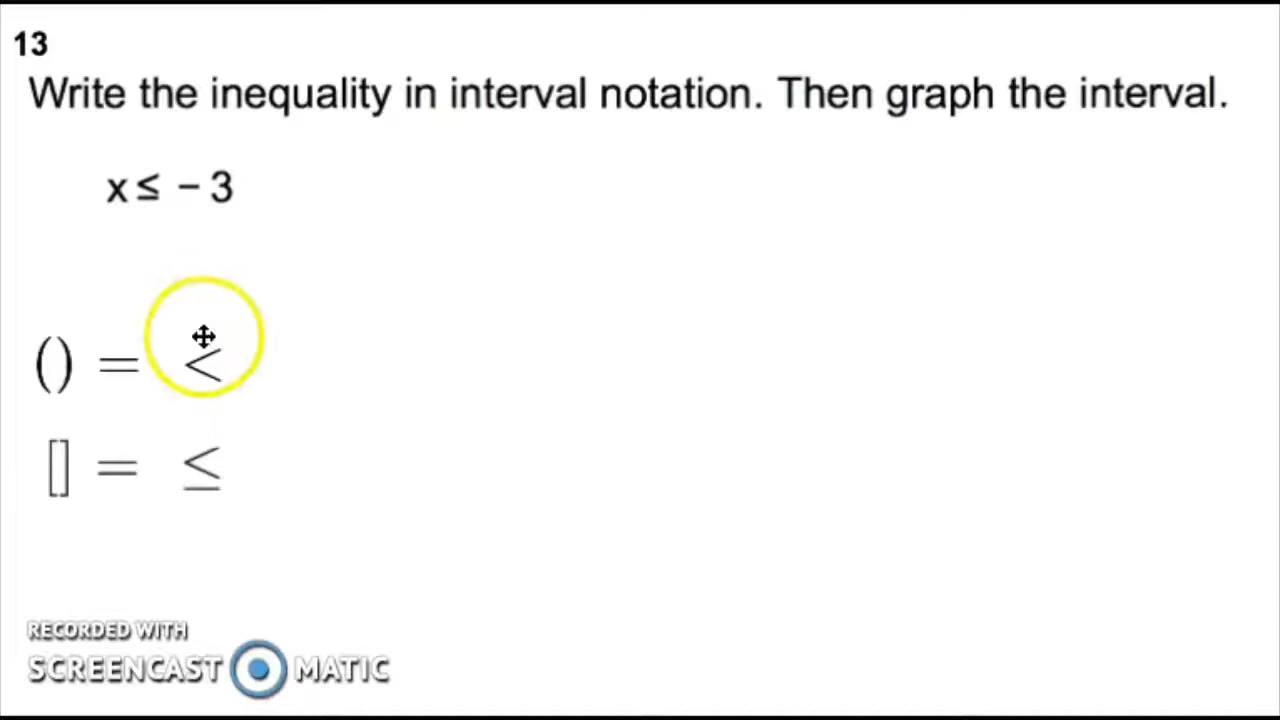 13
Write the inequality in interval notation. Then graph the interval.
x ≤ − 3
() = <
[] = ≤
RECORDED WITH
SCREENCAST MATIC